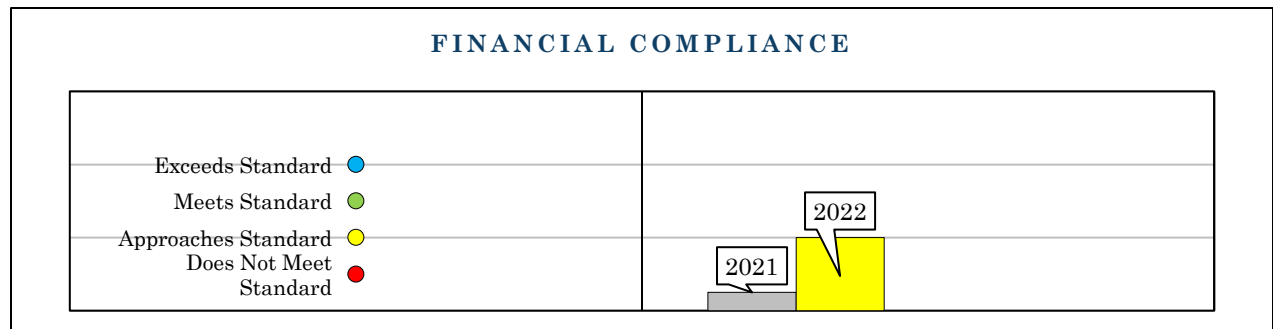 FINANCIAL COMPLIANCE
Exceeds Standard
Meets Standard
Approaches Standard
Does Not Meet
Standard
2021
2022